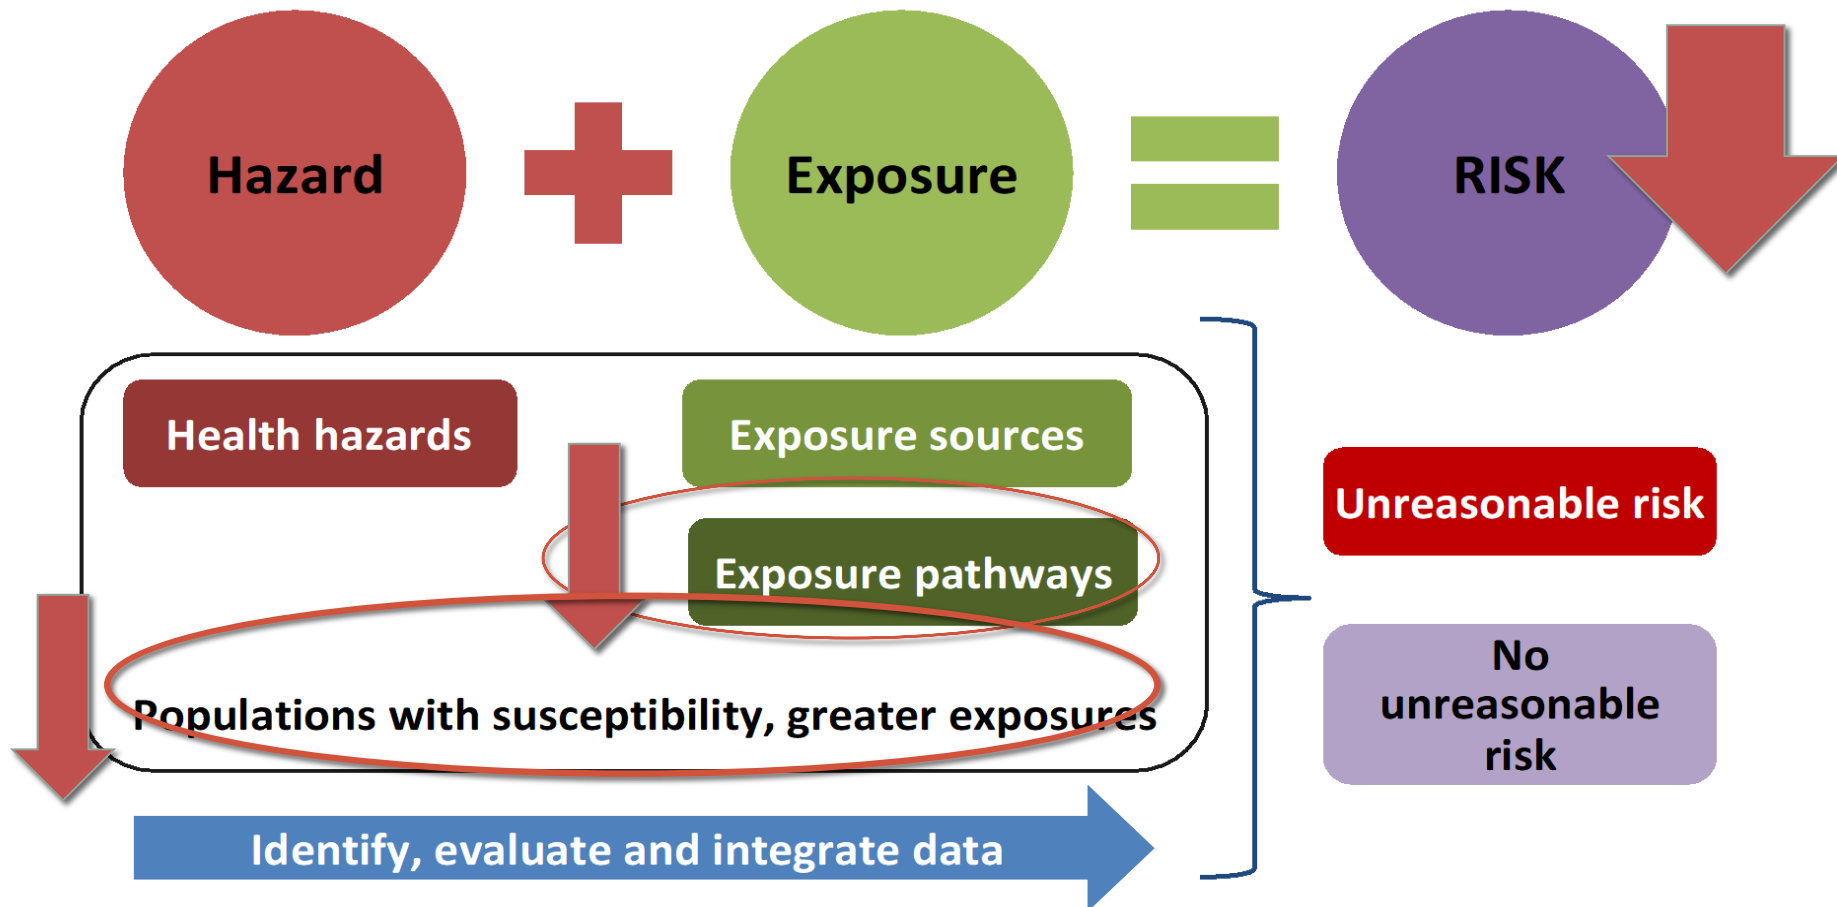 Hazard
Exposure
RISK
Health hazards
Exposure sources
Exposure pathways
Populations with susceptibility, greater exposures
Identify, evaluate and integrate data
Unreasonable risk
No
unreasonable
risk